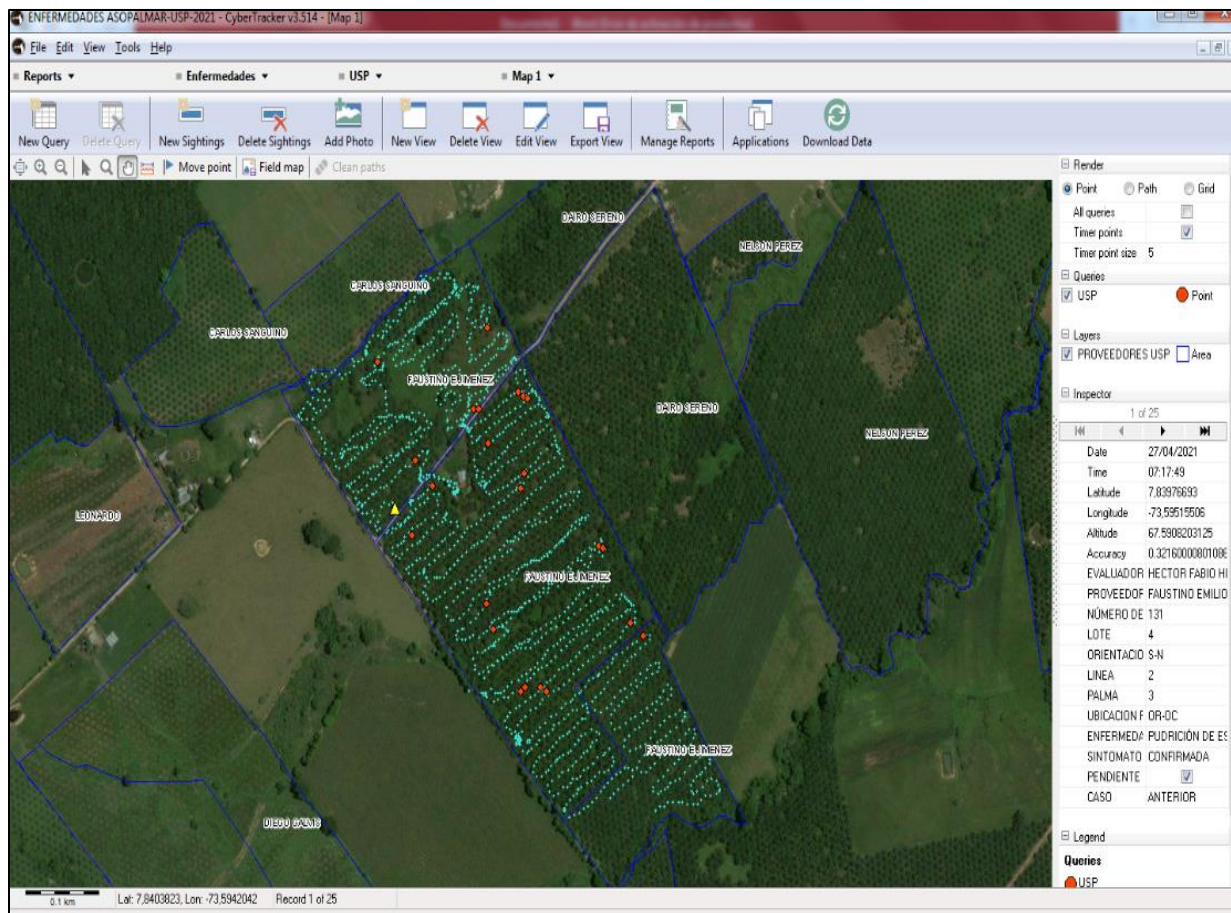 ENFERMEDADES ASOPALMAR-USP-2021 - CyberTracker v3.514 - [Map 1]
File Edit View Tools Help
Reports Enfermedades USP Map 1
New Query Delete Query New Sightings Delete Sightings Add Photo New View Delete View Edit View Export View Manage Reports Applications Download Data
Move point Field map Clean paths
Render
Point Path Grid
All queries
Timer points
Timer point size 5
Queries
USP Point
Layers
PROVEEDORES USP Area
Inspector
1 of 25
Date 27/04/2021
Time 07:17:49
Latitude 7,83976693
Longitude -73,59515506
Altitude 67.5908203125
Accuracy 0.3216000080108
EVALUADOR HECTOR FABIO HI
PROVEEDOF FAUSTINO EMILIO
NÚMERO DE 131
LOTE 4
ORIENTACIO S-N
LINEA 2
PALMA 3
UBICACION F OR-OC
ENFERMEDA PUDRICIÓN DE ES
SINTOMATO CONFIRMADA
PENDIENTE
CASO ANTERIOR
Legend
Queries
USP
DAIRO SERENO
NELSON PEREZ
CARLOS SANGUINO
CARLOS SANGUINO
FAUSTINO E JIMENEZ
DAIRO SERENO
NELSON PEREZ
LEONARDO
FAUSTINO E JIMENEZ
FAUSTINO E JIMENEZ
DIEGO GALVIS
0.1 km Lat: 7,8403823, Lon: -73,5942042 Record 1 of 25